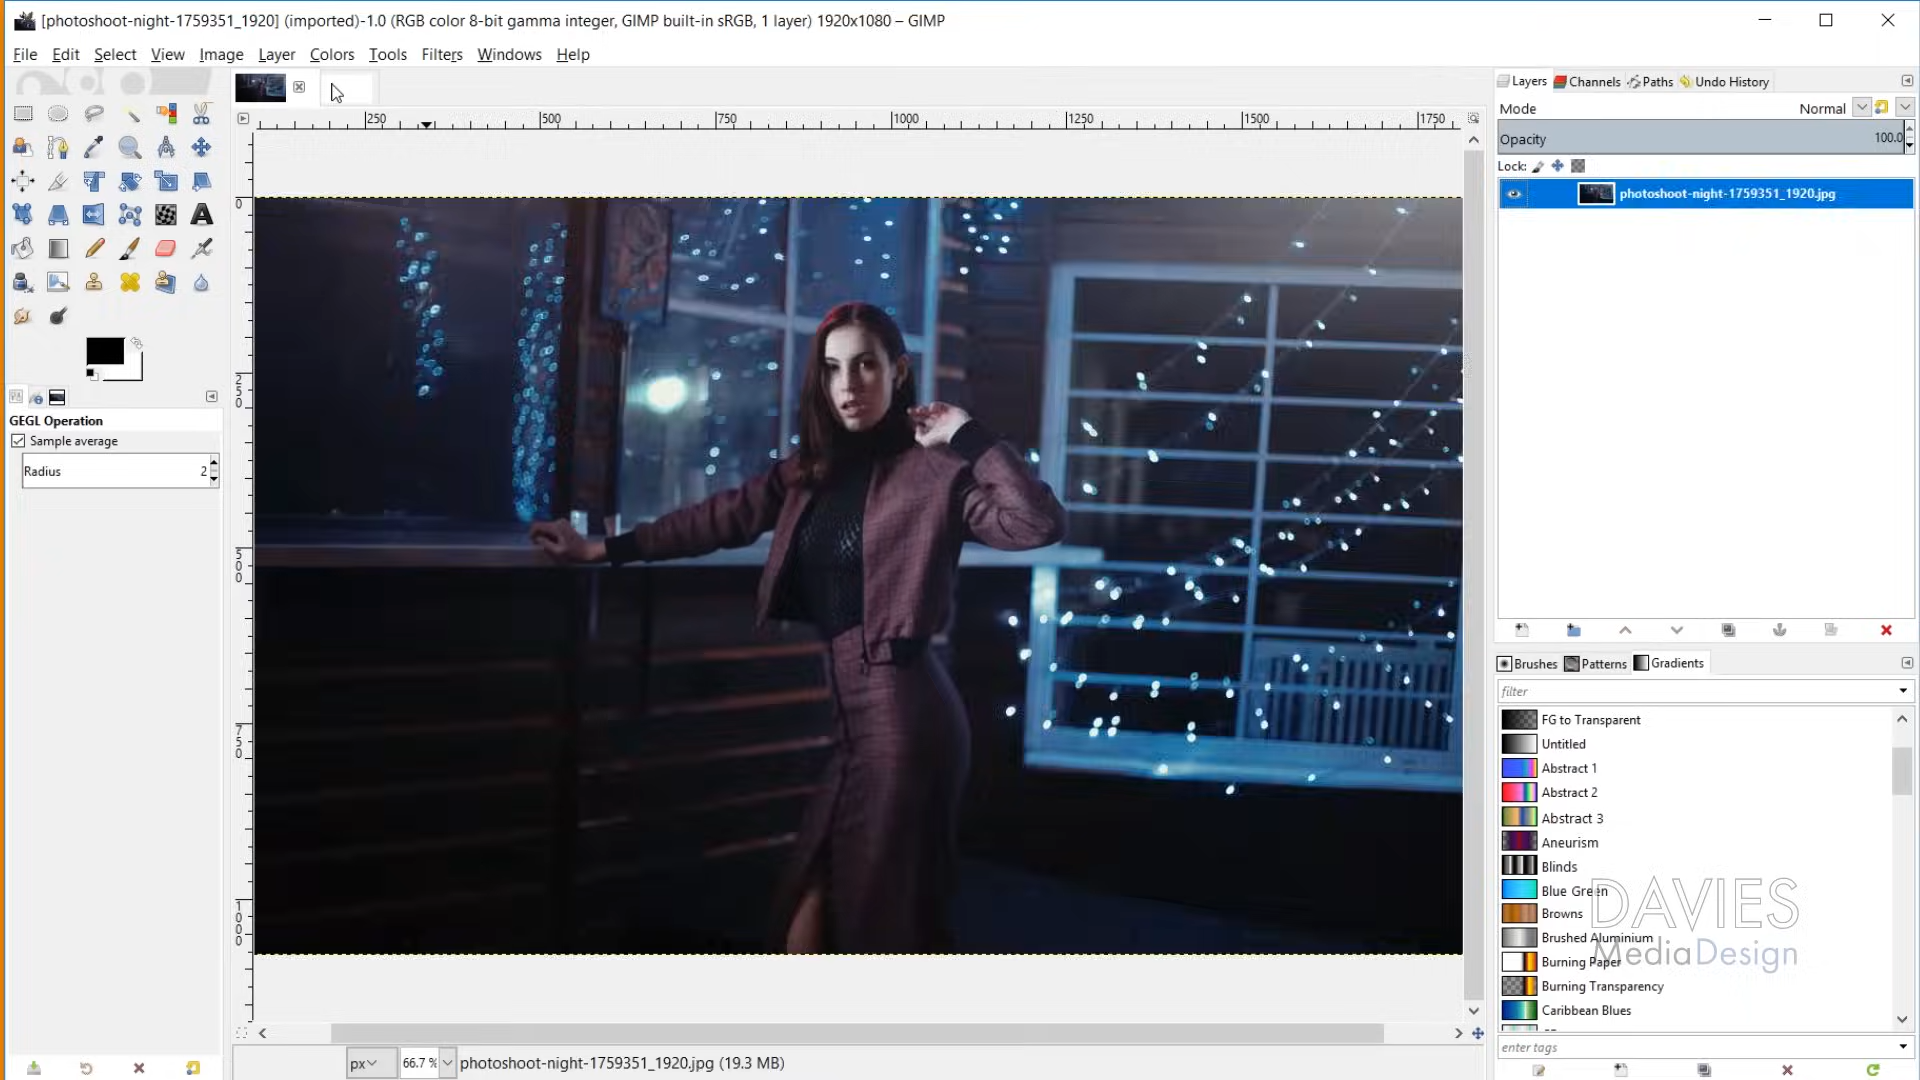 [photoshoot-night-1759351_1920] (imported)-1.0 (RGB color 8-bit gamma integer, GIMP built-in sRGB, 1 layer) 1920x1080 – GIMP
File Edit Select View Image Layer Colors Tools Filters Windows Help
Layers Channels Paths Undo History
250 500 750 1000 1250 1500 1750
Mode Normal
Opacity 100.0
Lock:
photoshoot-night-1759351_1920.jpg
0
250
500
750
1000
GEGL Operation
Sample average
Radius 2
Brushes Patterns Gradients
filter
FG to Transparent
Untitled
Abstract 1
Abstract 2
Abstract 3
Aneurism
Blinds
Blue Green
Browns
Brushed Aluminium
Burning Paper
Burning Transparency
Caribbean Blues
DAVIES
MediaDesign
enter tags
px 66.7 % photoshoot-night-1759351_1920.jpg (19.3 MB)